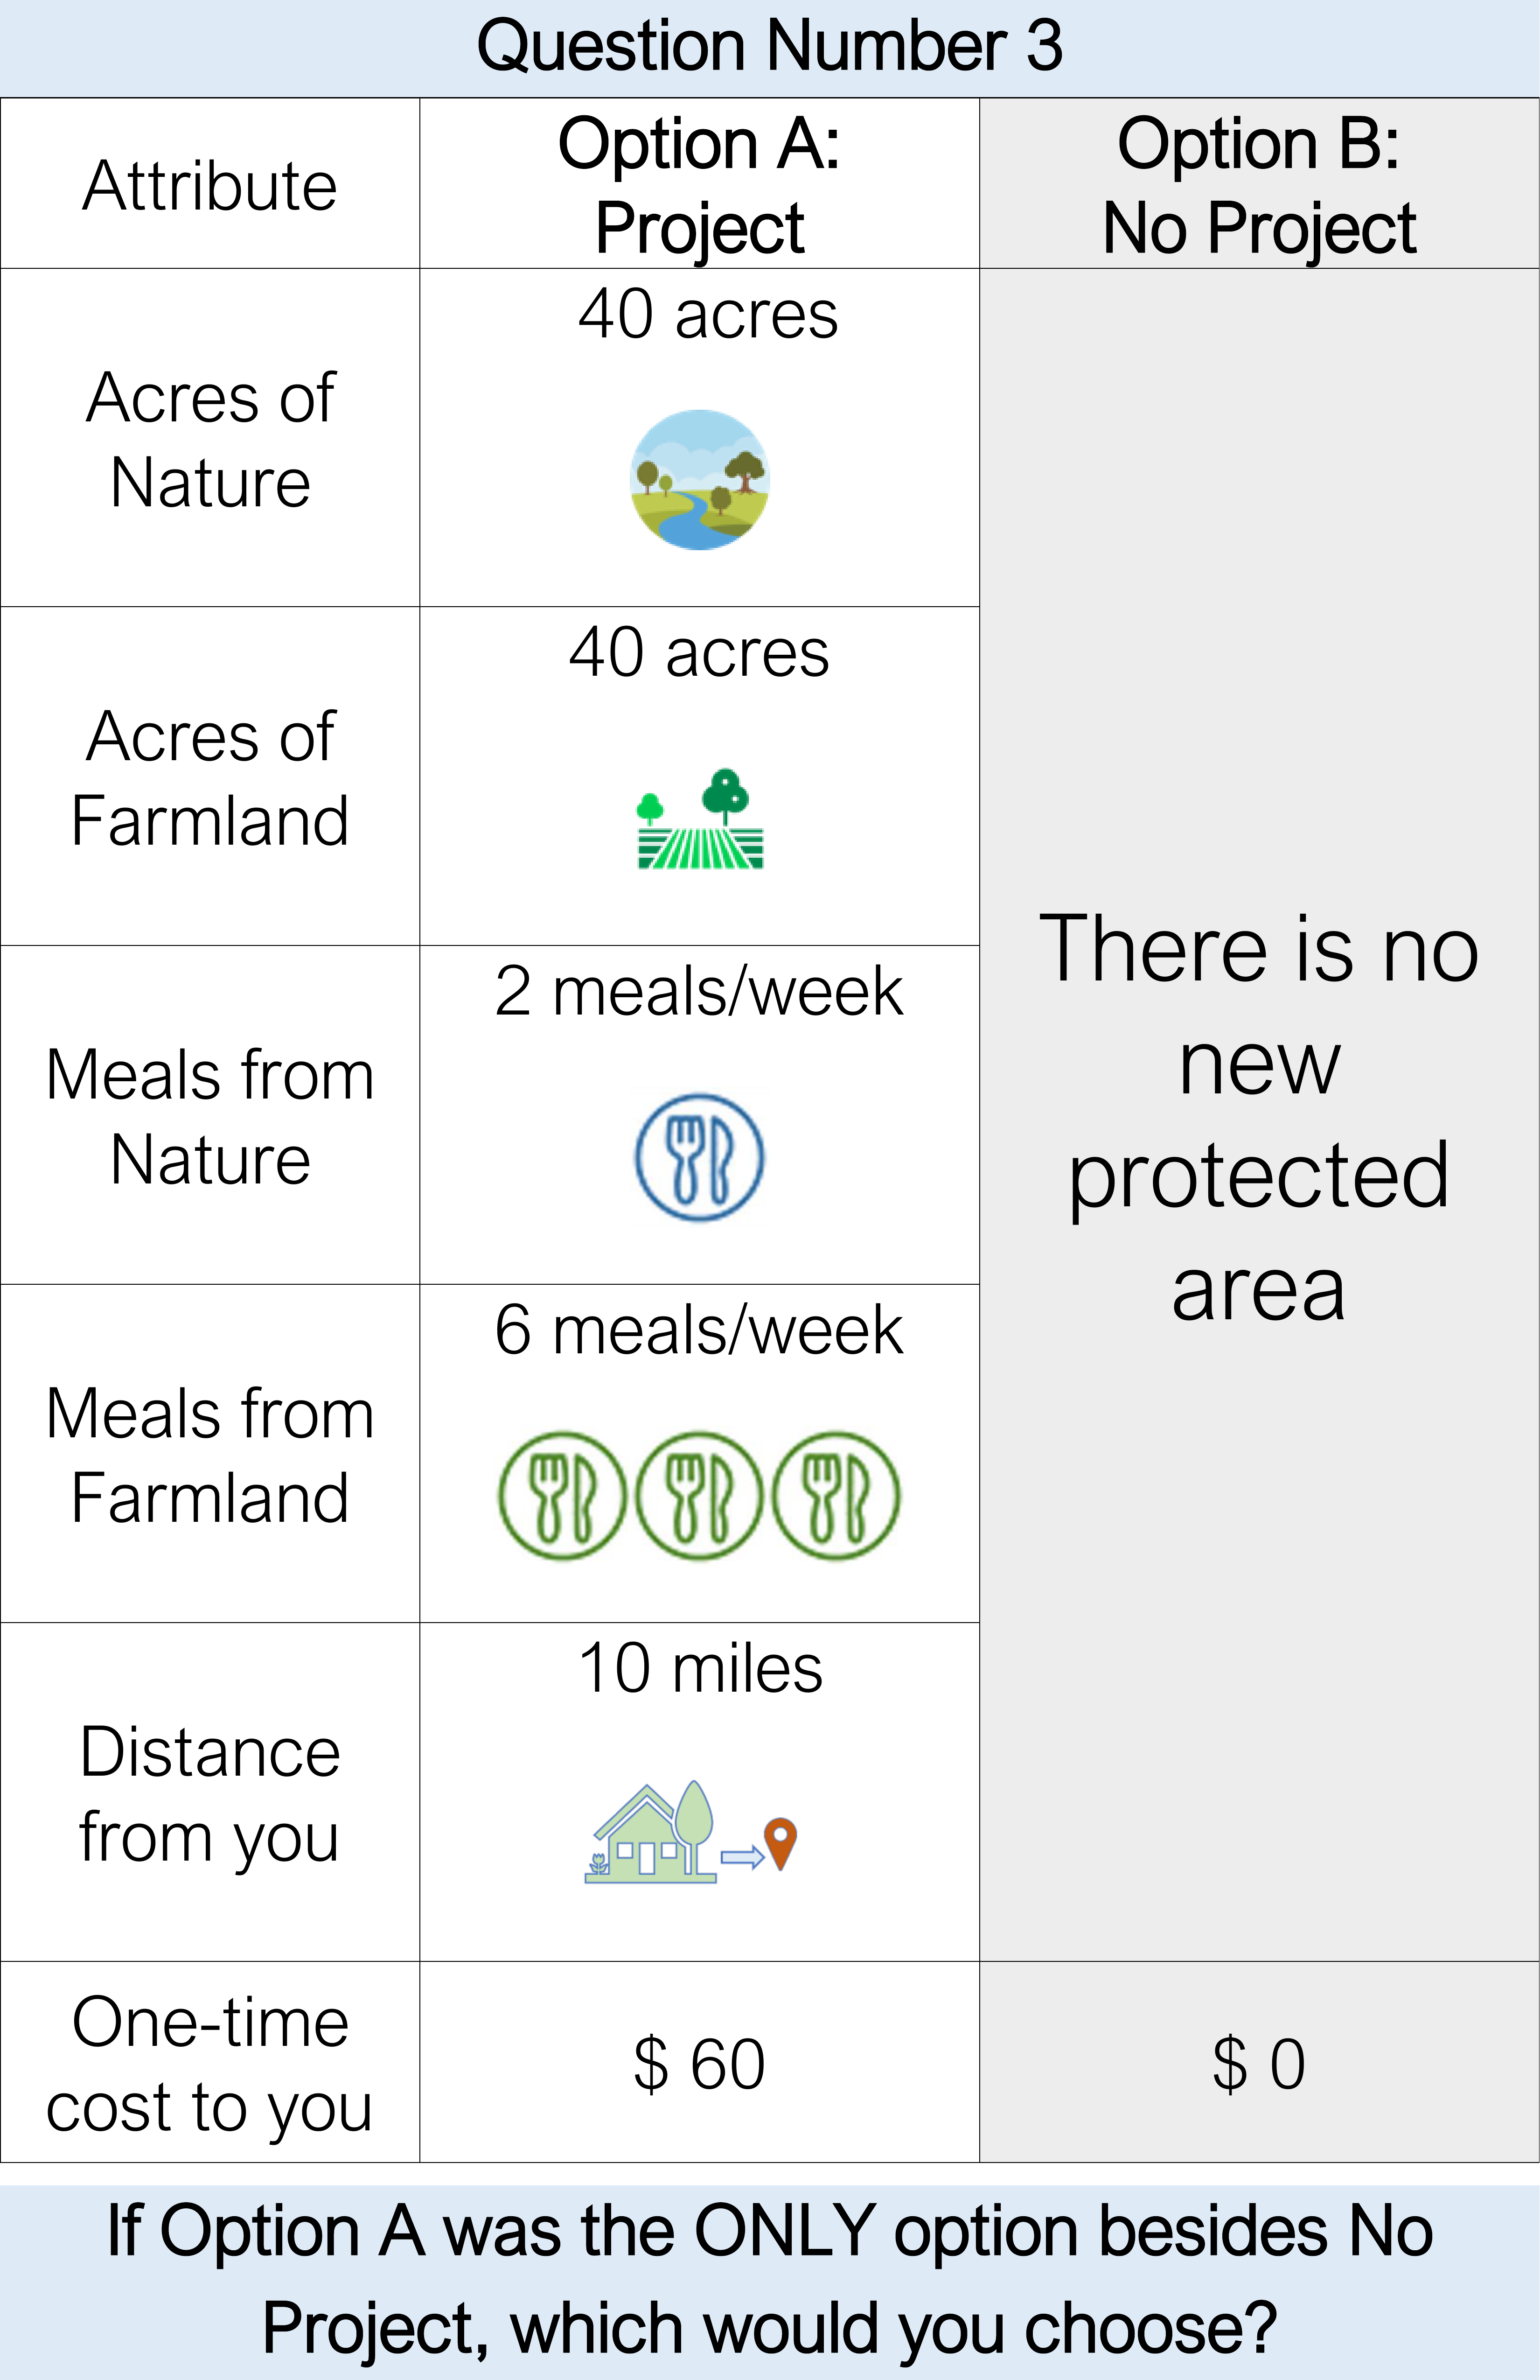 Question Number 3
Attribute
Option A:
Project
Option B:
No Project
Acres of
Nature
40 acres
Acres of
Farmland
40 acres
Meals from
Nature
2 meals/week
Meals from
Farmland
6 meals/week
Distance
from you
10 miles
There is no
new
protected
area
One-time
cost to you
$ 60
$ 0
If Option A was the ONLY option besides No
Project, which would you choose?